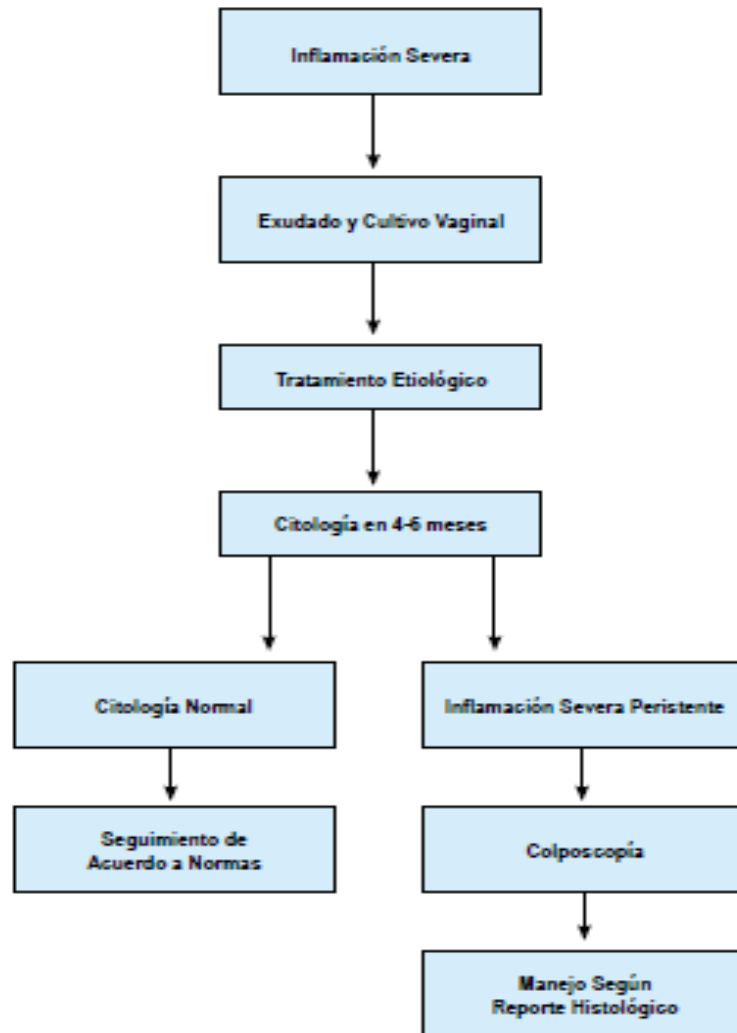 Inflamación Severa
Exudado y Cultivo Vaginal
Tratamiento Etiológico
Citología en 4-6 meses
Citología Normal
Inflamación Severa Peristente
Seguimiento de
Acuerdo a Normas
Colposcopía
Manejo Según
Reporte Histológico